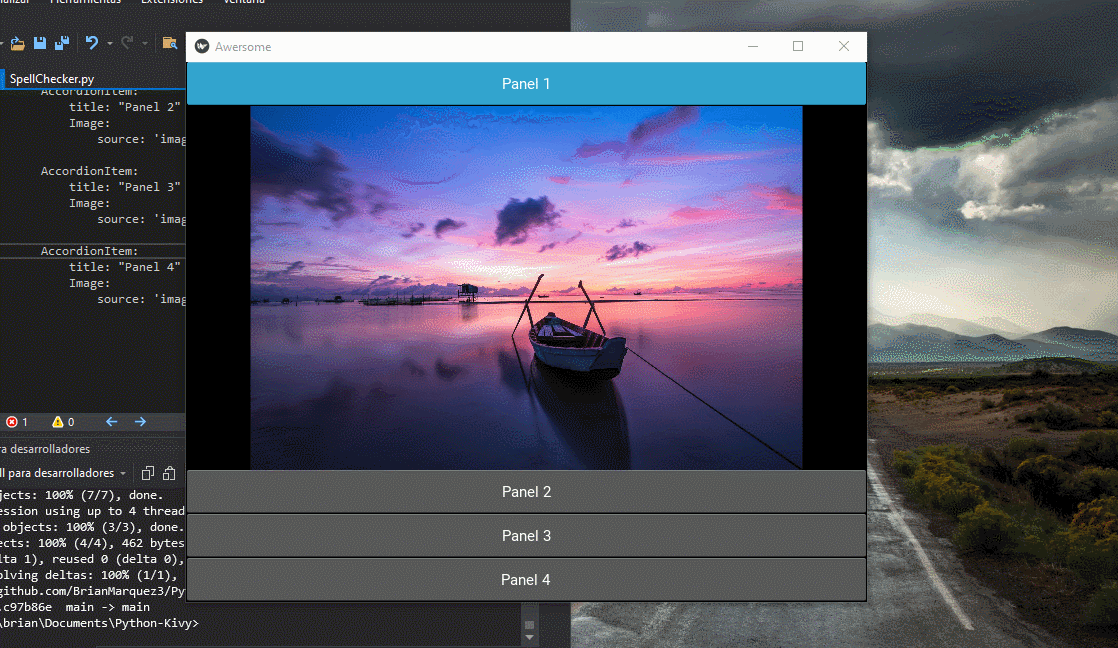 Herramientas Extensiones Ventana
SpellChecker.py
AccordionItem:
title: "Panel 2"
Image:
source: 'imag
AccordionItem:
title: "Panel 3"
Image:
source: 'imag
AccordionItem:
title: "Panel 4"
Image:
source: 'imag
1 0
a desarrolladores
ll para desarrolladores
jects: 100% (7/7), done.
ession using up to 4 thread
objects: 100% (3/3), done.
ects: 100% (4/4), 462 bytes
lta 1), reused 0 (delta 0),
olving deltas: 100% (1/1),
github.com/BrianMarquez3/Py
.c97b86e main -> main
\brian\Documents\Python-Kivy>
Awersome
Panel 1
Panel 2
Panel 3
Panel 4